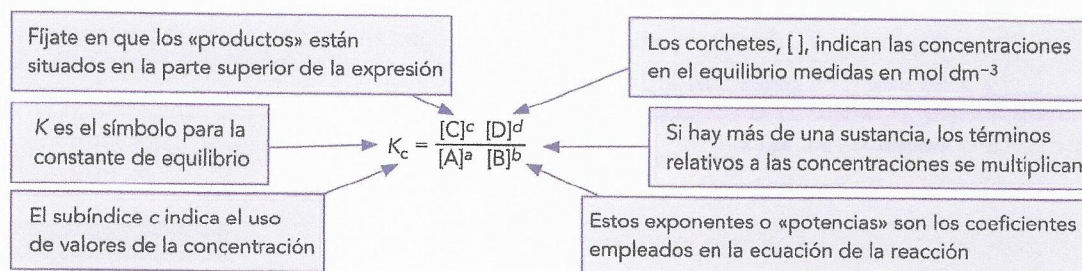 Fíjate en que los «productos» están
situados en la parte superior de la expresión
Los corchetes, [ ], indican las concentraciones
en el equilibrio medidas en mol dm⁻³
K es el símbolo para la
constante de equilibrio
K_c = [C]^c [D]^d / [A]^a [B]^b
Si hay más de una sustancia, los términos
relativos a las concentraciones se multiplican
El subíndice c indica el uso
de valores de la concentración
Estos exponentes o «potencias» son los coeficientes
empleados en la ecuación de la reacción